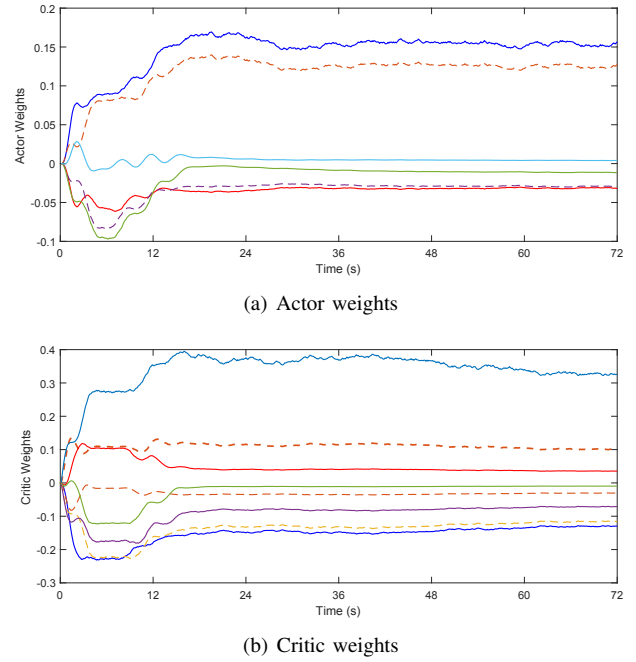 0.2
0.15
0.1
0.05
0
-0.05
-0.1
Actor Weights
0 12 24 36 48 60 72
Time (s)
(a) Actor weights
0.4
0.3
0.2
0.1
0
-0.1
-0.2
-0.3
Critic Weights
0 12 24 36 48 60 72
Time (s)
(b) Critic weights